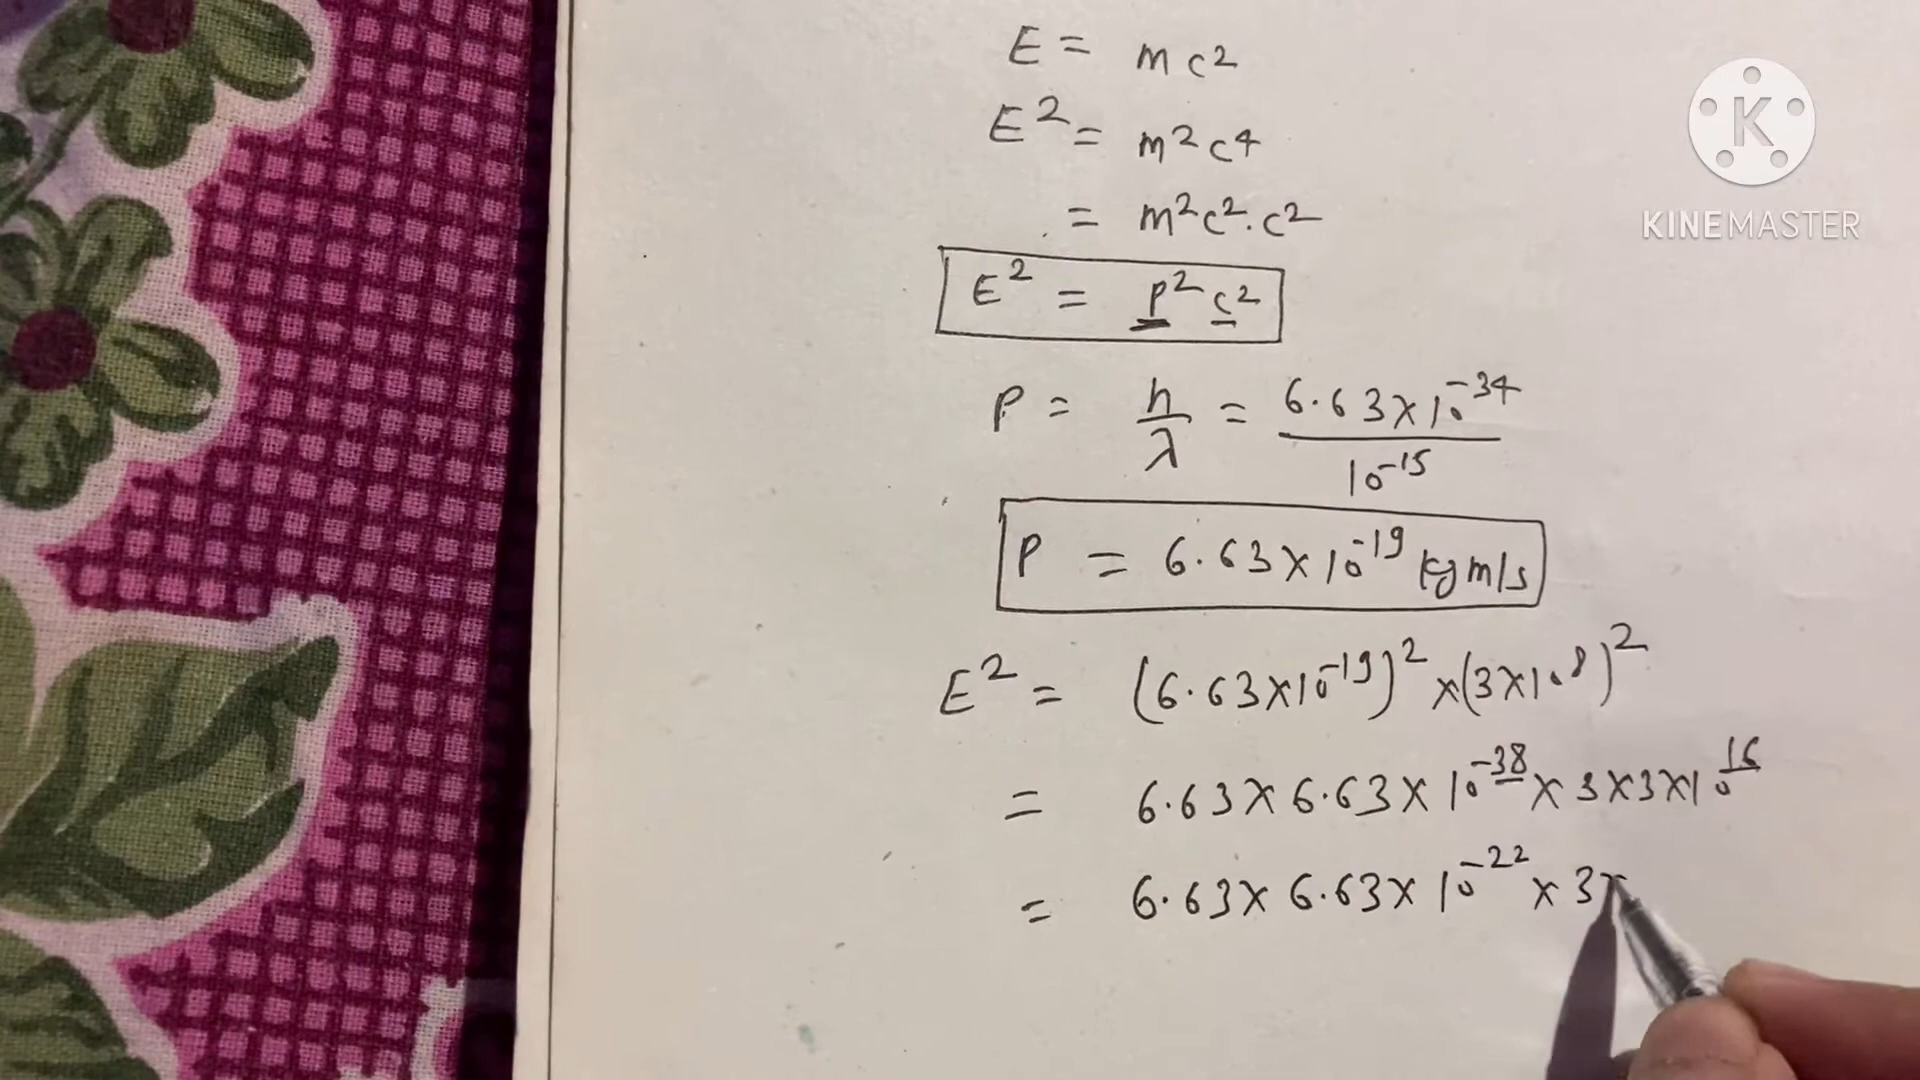 E = mc²
E² = m²c⁴
= m²c².c²
E² = P²c²
P = h/λ = 6.63×10⁻³⁴/10⁻¹⁵
P = 6.63×10⁻¹⁹ kgm/s
E² = (6.63×10⁻¹⁹)²×(3×10⁸)²
= 6.63×6.63×10⁻³⁸×3×3×10¹⁶
= 6.63×6.63×10⁻²²×3×
K
KINEMASTER